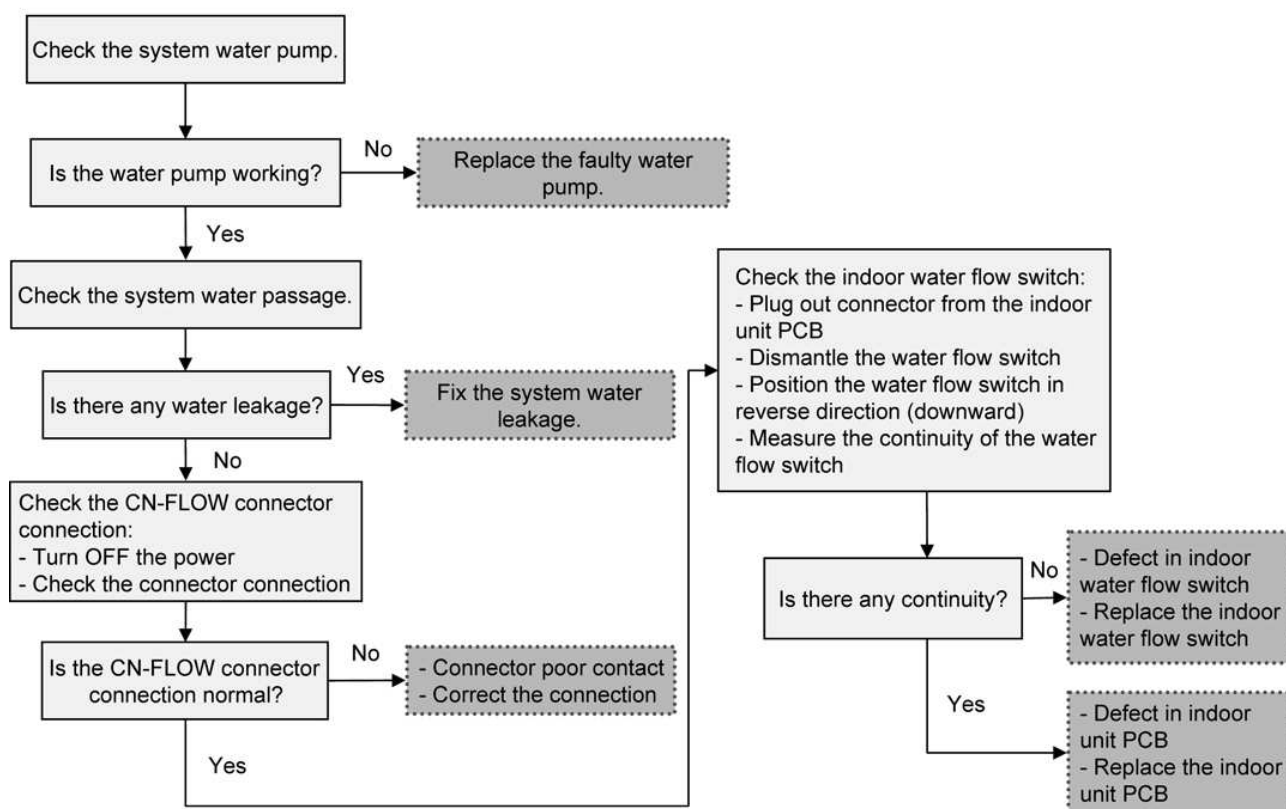 Check the system water pump.
No
Is the water pump working?
Replace the faulty water
pump.
Yes
Check the system water passage.
Yes
Is there any water leakage?
Fix the system water
leakage.
No
Check the CN-FLOW connector
connection:
- Turn OFF the power
- Check the connector connection
Is the CN-FLOW connector
connection normal?
No
- Connector poor contact
- Correct the connection
Yes
Check the indoor water flow switch:
- Plug out connector from the indoor
unit PCB
- Dismantle the water flow switch
- Position the water flow switch in
reverse direction (downward)
- Measure the continuity of the water
flow switch
Is there any continuity?
No
- Defect in indoor
water flow switch
- Replace the indoor
water flow switch
Yes
- Defect in indoor
unit PCB
- Replace the indoor
unit PCB